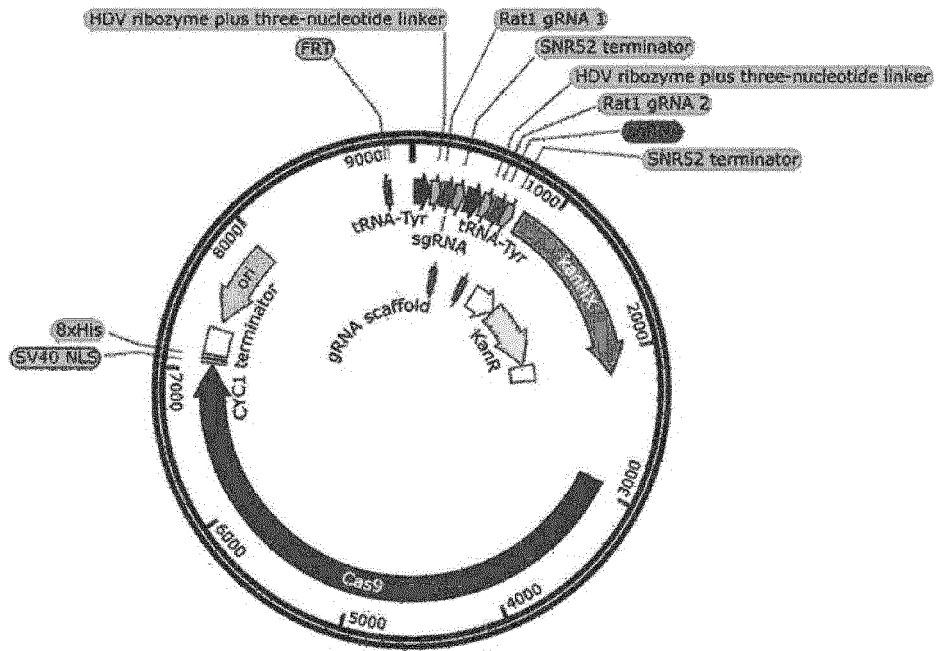 HDV ribozyme plus three-nucleotide linker
Rat1 gRNA 1
FRT
SNR52 terminator
HDV ribozyme plus three-nucleotide linker
Rat1 gRNA 2
SNR52 terminator
9000
1000
tRNA-Tyr
sgRNA
tRNA-Tyr
KanMX
8000
ori
2000
gRNA scaffold
KanR
8xHis
SV40 NLS
CYC1 terminator
7000
3000
6000
Cas9
4000
5000